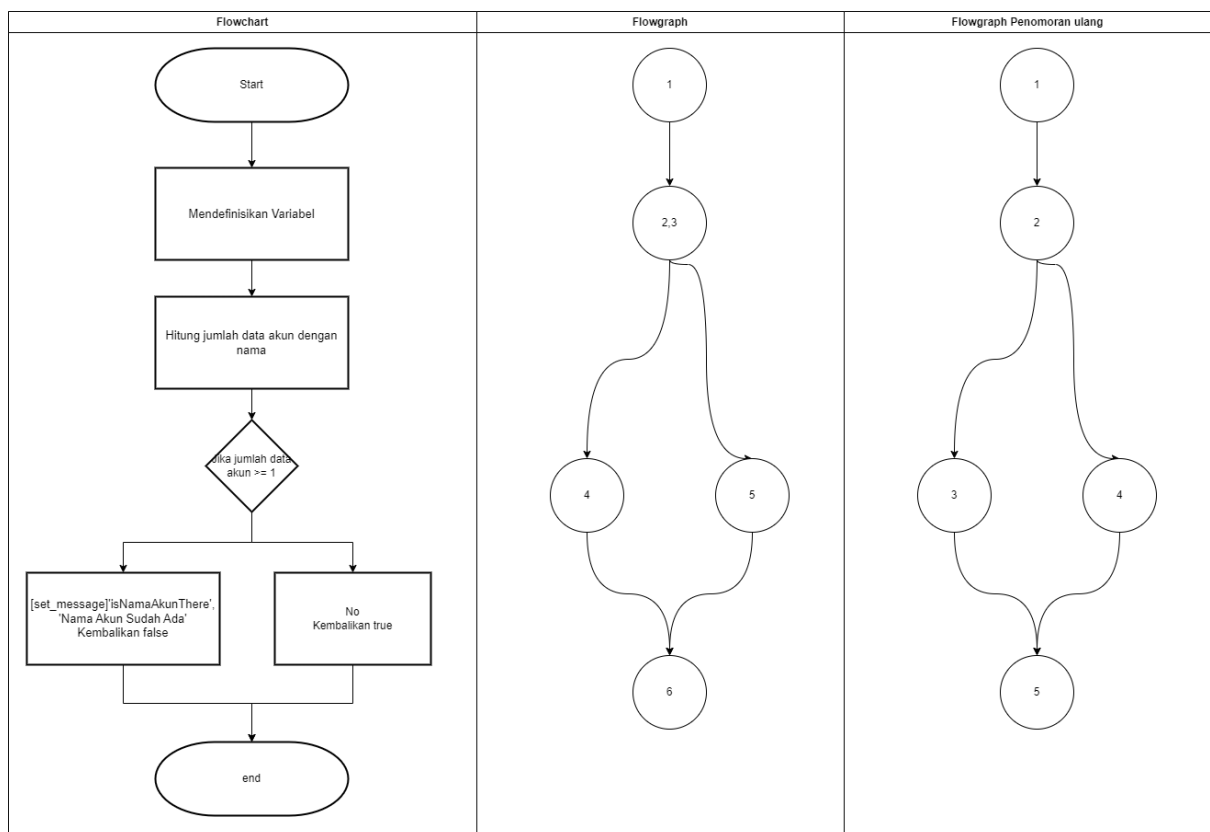 Flowchart
Flowgraph
Flowgraph Penomoran ulang
Start
Mendefinisikan Variabel
Hitung jumlah data akun dengan
nama
Jika jumlah data
akun >= 1
[set_message]'isNamaAkunThere',
'Nama Akun Sudah Ada'
Kembalikan false
No
Kembalikan true
end
1
2,3
4
5
6
1
2
3
4
5